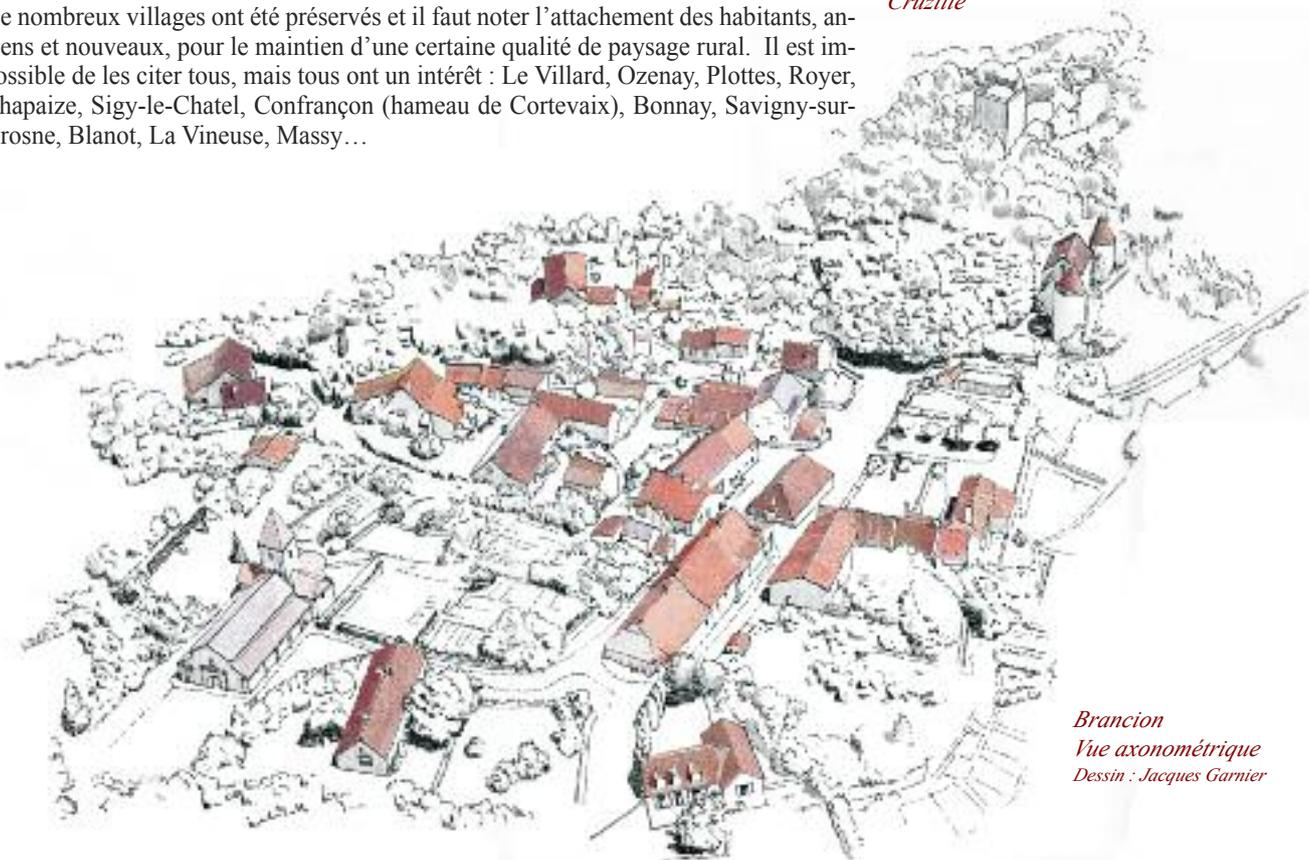 e nombreux villages ont été préservés et il faut noter l’attachement des habitants, an-
ens et nouveaux, pour le maintien d’une certaine qualité de paysage rural. Il est im-
ossible de les citer tous, mais tous ont un intérêt : Le Villard, Ozenay, Plottes, Royer,
hapaize, Sigy-le-Chatel, Confrançon (hameau de Cortevaix), Bonnay, Savigny-sur-
rosne, Blanot, La Vineuse, Massy…
Cruzille
Brancion
Vue axonométrique
Dessin : Jacques Garnier